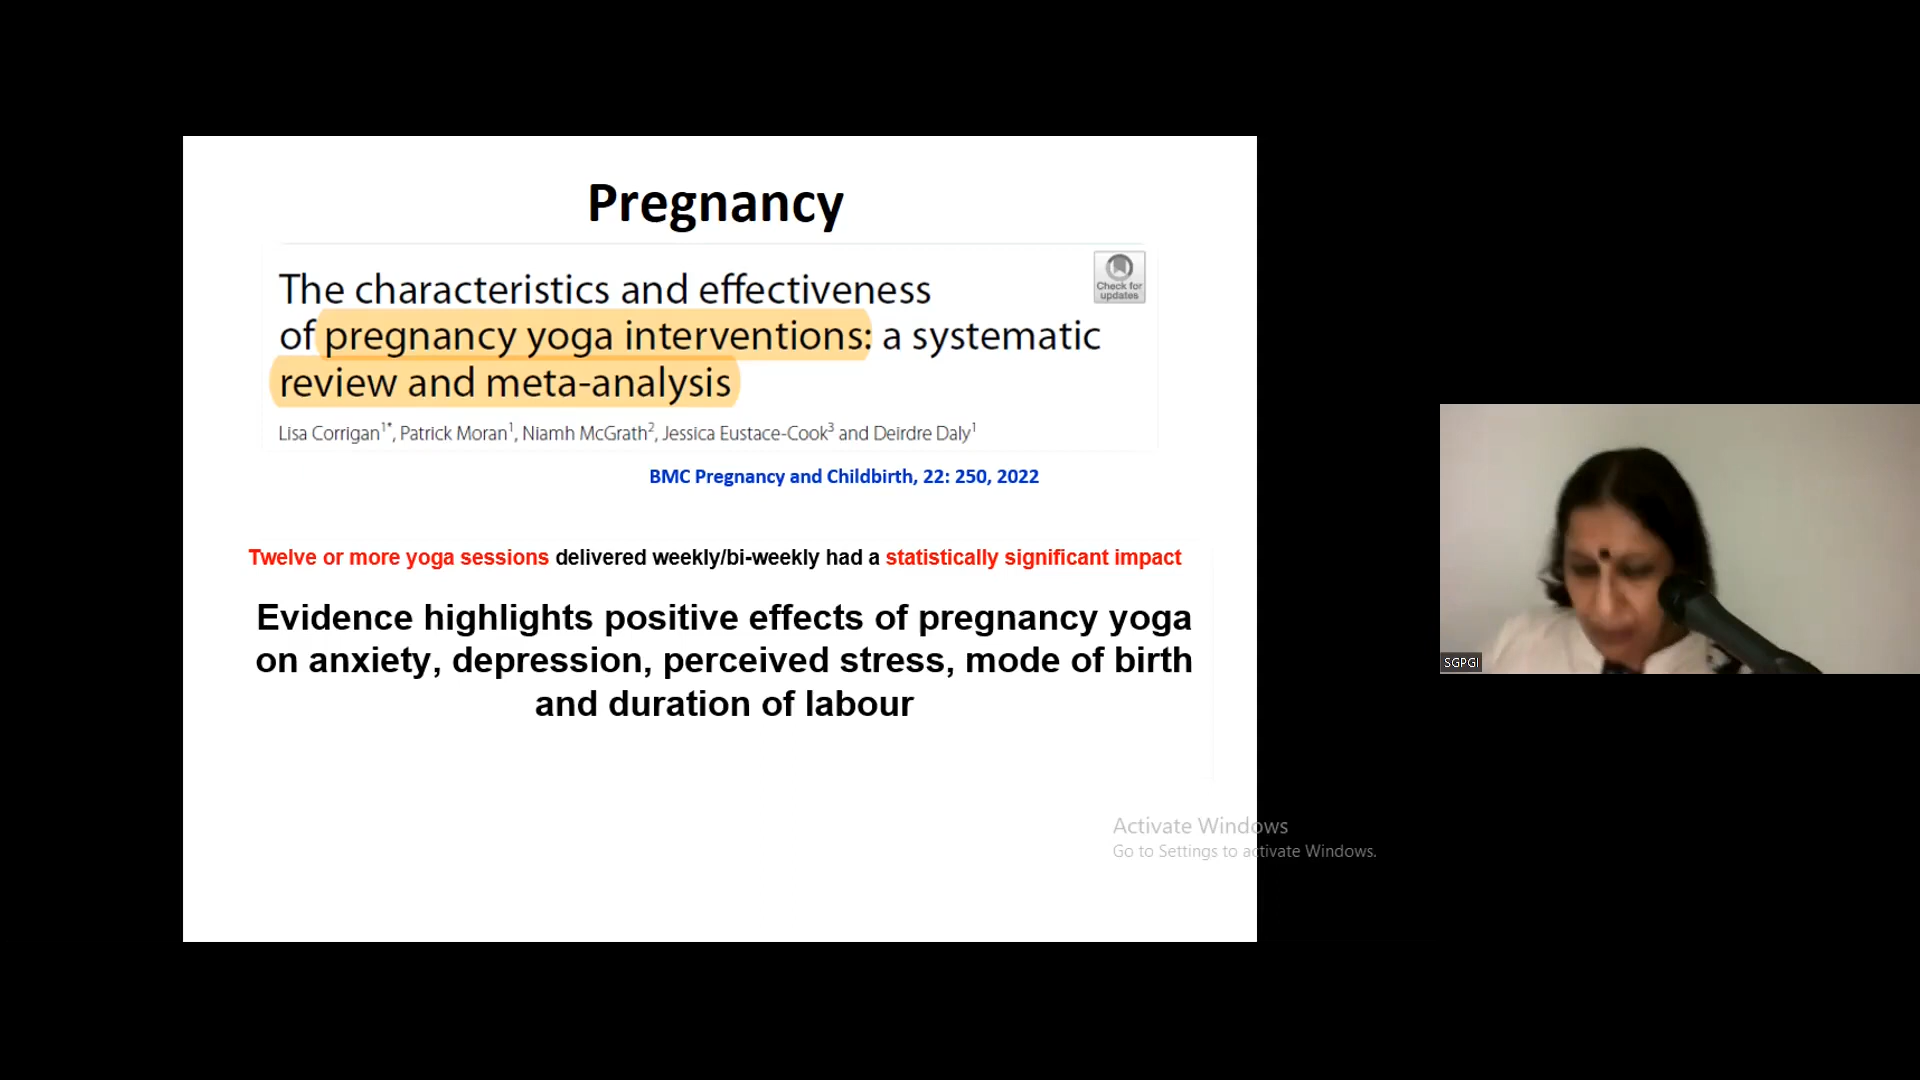 Pregnancy
The characteristics and effectiveness
of pregnancy yoga interventions: a systematic
review and meta-analysis
Check for
updates
Lisa Corrigan1*, Patrick Moran1, Niamh McGrath2, Jessica Eustace-Cook3 and Deirdre Daly1
BMC Pregnancy and Childbirth, 22: 250, 2022
Twelve or more yoga sessions delivered weekly/bi-weekly had a statistically significant impact
Evidence highlights positive effects of pregnancy yoga
on anxiety, depression, perceived stress, mode of birth
and duration of labour
SGPGI
Activate Windows
Go to Settings to activate Windows.